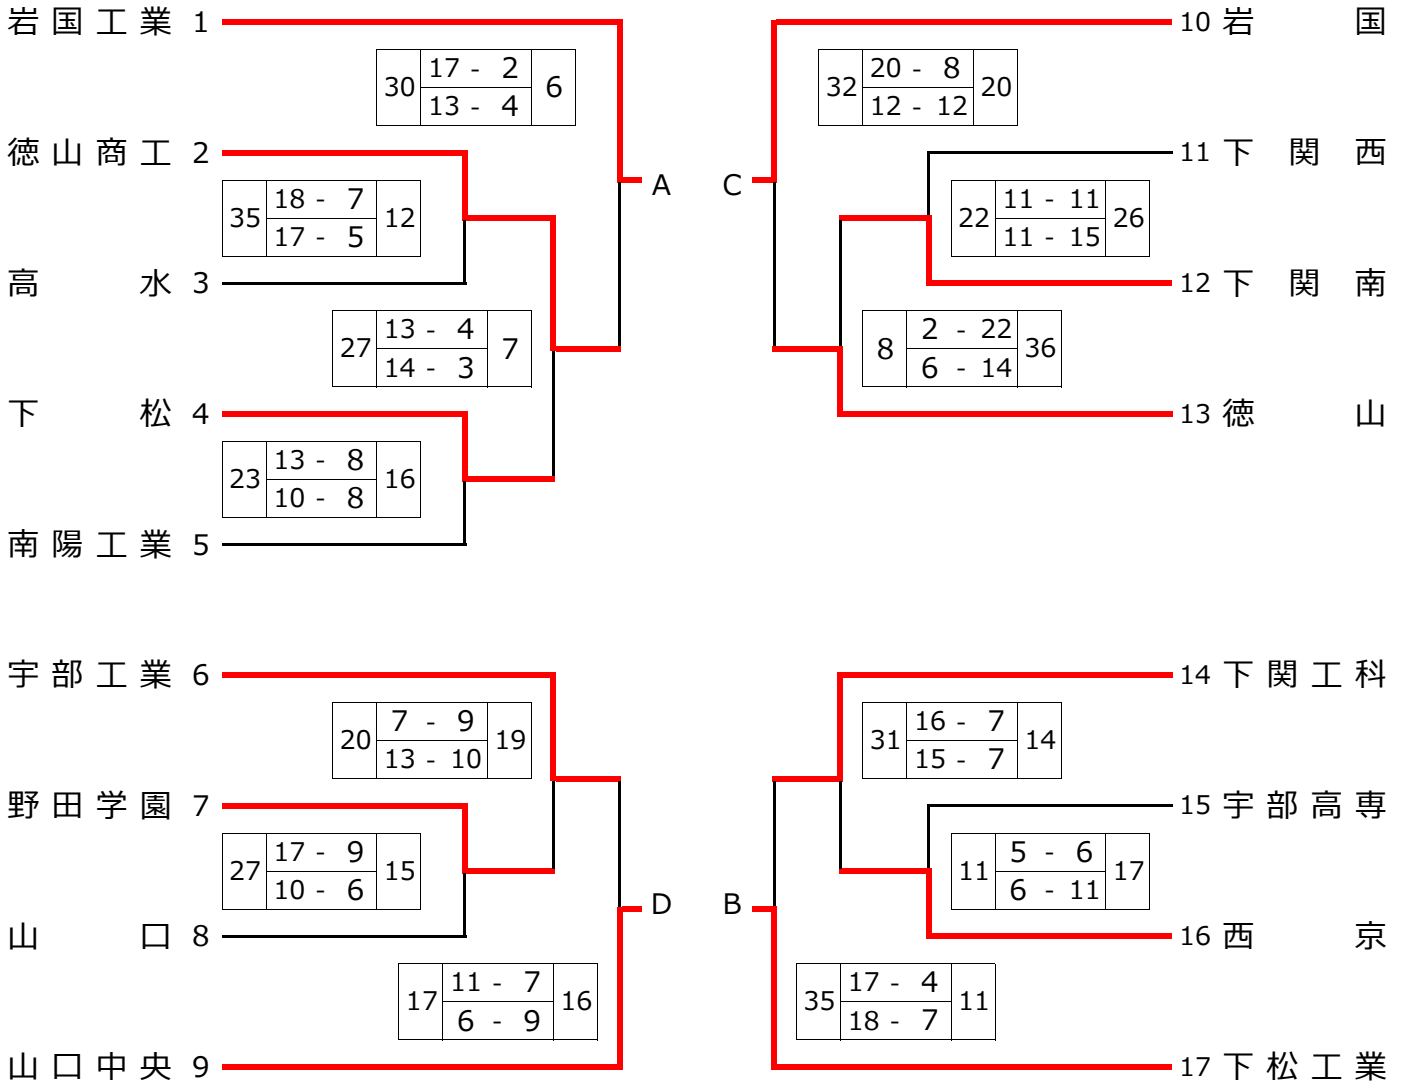 岩国工業 1
30 17 - 2 6
13 - 4
徳山商工 2
35 18 - 7 12
17 - 5
高水 3
27 13 - 4 7
14 - 3
下松 4
23 13 - 8 16
10 - 8
南陽工業 5
A
C
10 岩国
32 20 - 8 20
12 - 12
11 下関西
22 11 - 11 26
11 - 15
12 下関南
8 2 - 22 36
6 - 14
13 徳山
宇部工業 6
20 7 - 9 19
13 - 10
野田学園 7
27 17 - 9 15
10 - 6
山口 8
17 11 - 7 16
6 - 9
山口中央 9
D
B
14 下関工科
31 16 - 7 14
15 - 7
15 宇部高専
11 5 - 6 17
6 - 11
16 西京
35 17 - 4 11
18 - 7
17 下松工業